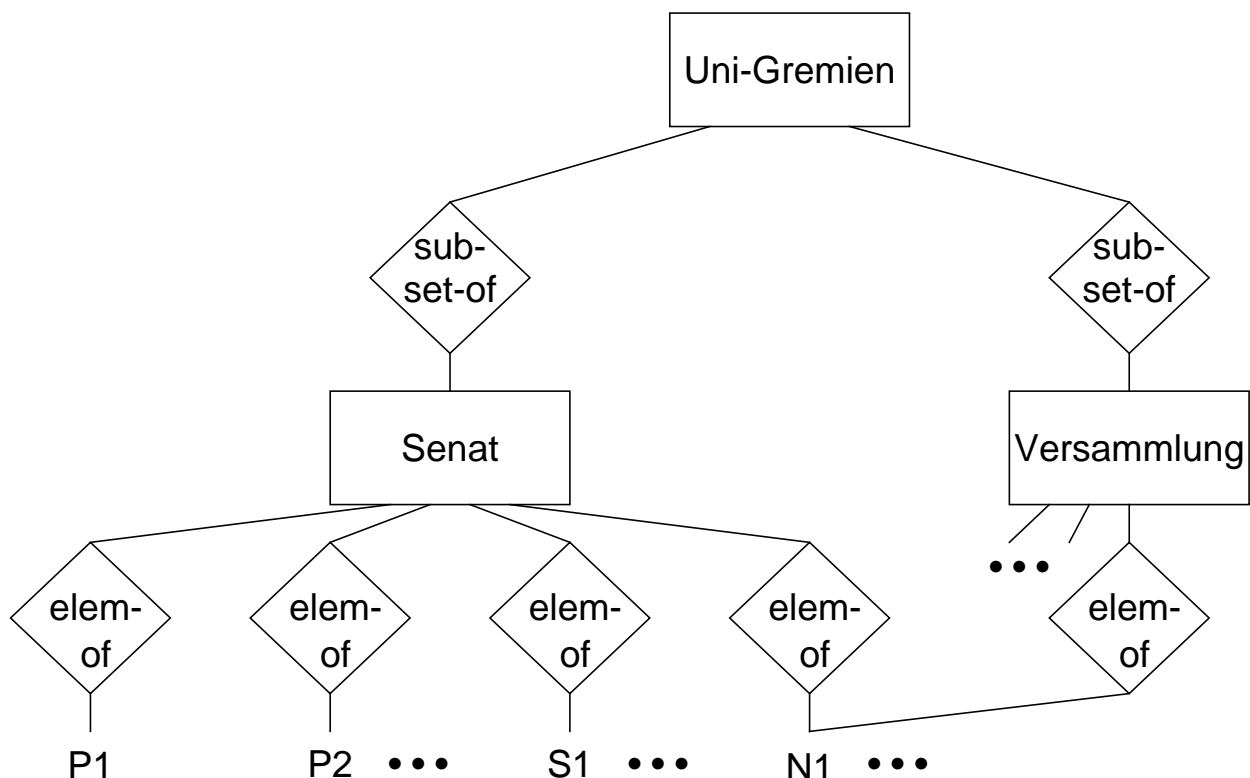 Uni-Gremien
sub-
set-of
sub-
set-of
Senat
Versammlung
•••
elem-
of
elem-
of
elem-
of
elem-
of
elem-
of
P1
P2 •••
S1 •••
N1 •••